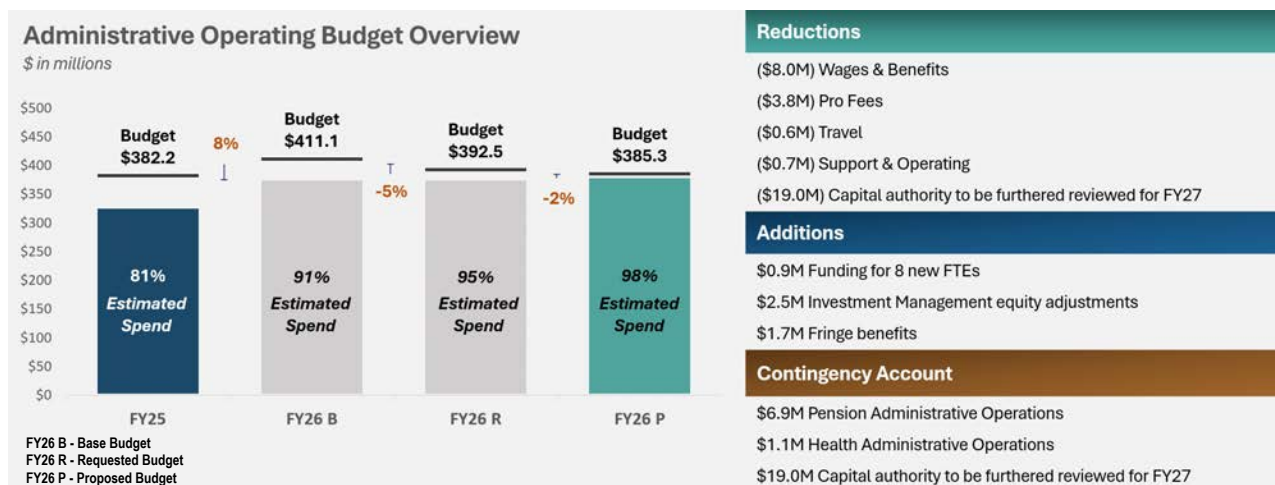 Administrative Operating Budget Overview
$ in millions
$500
$450
$400
$350
$300
$250
$200
$150
$100
$50
$0
Budget
$382.2
8%
Budget
$411.1
-5%
Budget
$392.5
-2%
Budget
$385.3
81%
Estimated
Spend
91%
Estimated
Spend
95%
Estimated
Spend
98%
Estimated
Spend
FY25
FY26 B
FY26 R
FY26 P
FY26 B - Base Budget
FY26 R - Requested Budget
FY26 P - Proposed Budget
Reductions
($8.0M) Wages & Benefits
($3.8M) Pro Fees
($0.6M) Travel
($0.7M) Support & Operating
($19.0M) Capital authority to be furthered reviewed for FY27
Additions
$0.9M Funding for 8 new FTEs
$2.5M Investment Management equity adjustments
$1.7M Fringe benefits
Contingency Account
$6.9M Pension Administrative Operations
$1.1M Health Administrative Operations
$19.0M Capital authority to be furthered reviewed for FY27